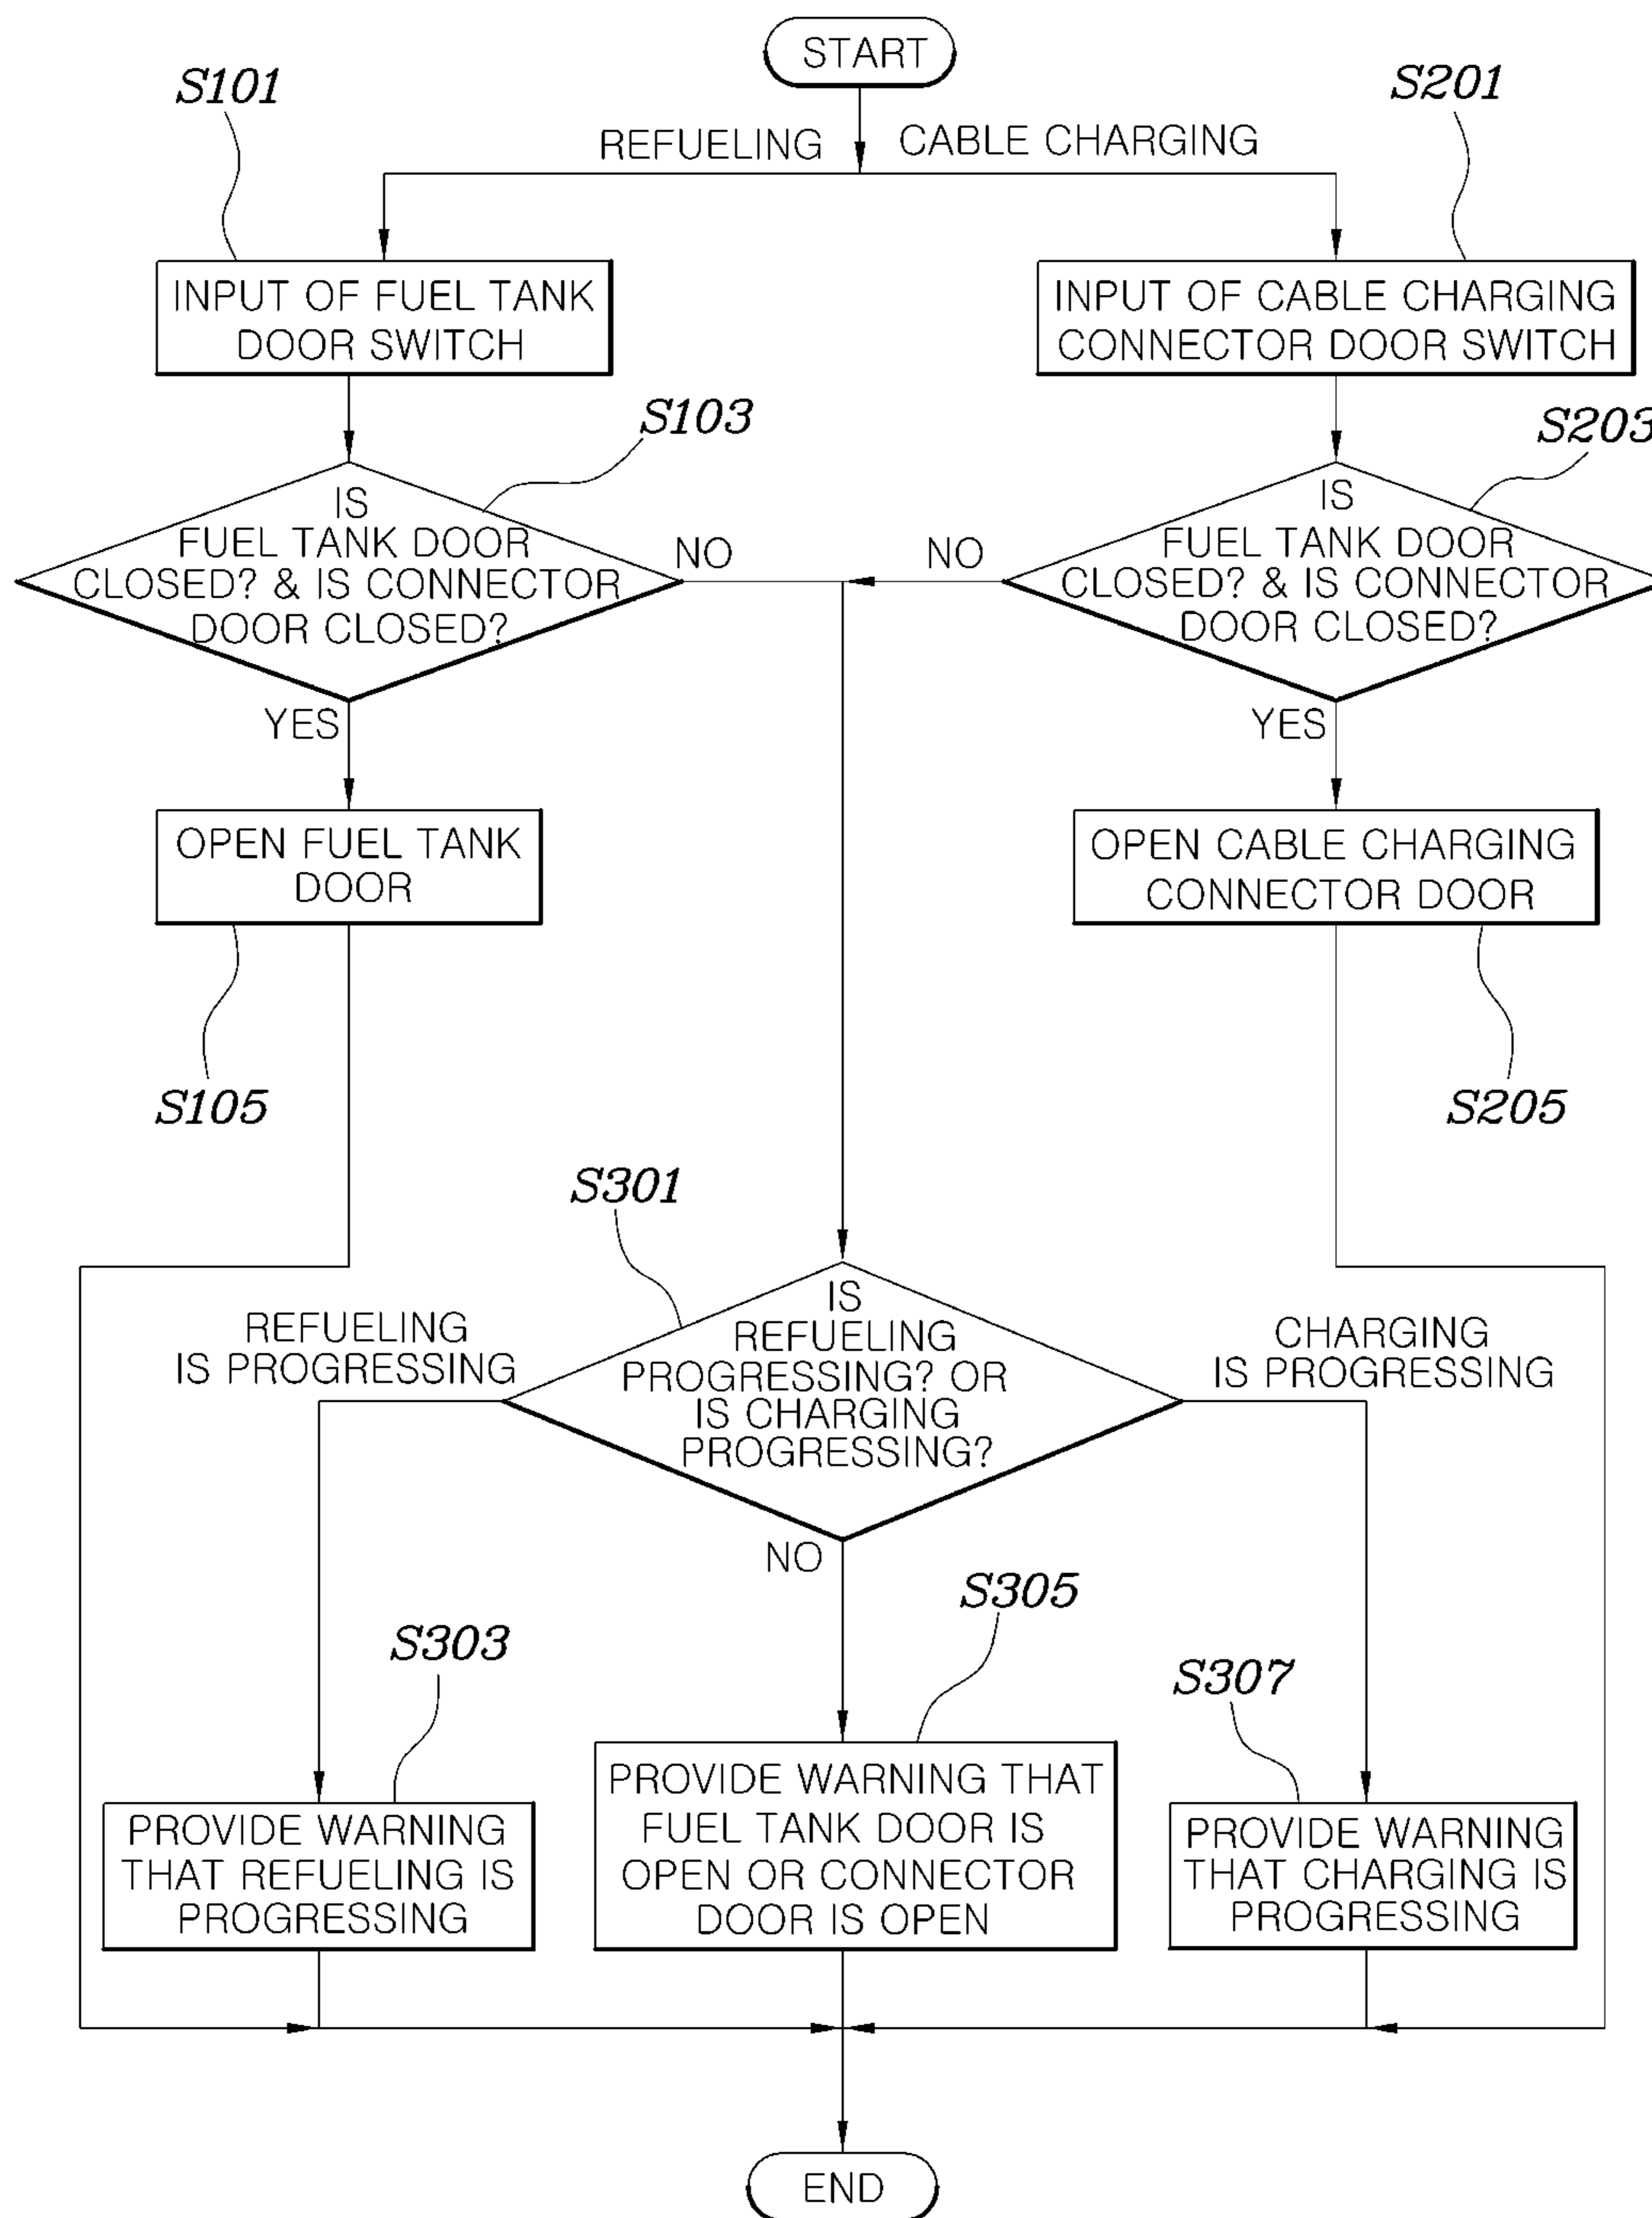 START
S101
S201
REFUELING
CABLE CHARGING
INPUT OF FUEL TANK
DOOR SWITCH
INPUT OF CABLE CHARGING
CONNECTOR DOOR SWITCH
S103
S203
IS
FUEL TANK DOOR
CLOSED? & IS CONNECTOR
DOOR CLOSED?
NO
NO
IS
FUEL TANK DOOR
CLOSED? & IS CONNECTOR
DOOR CLOSED?
YES
YES
OPEN FUEL TANK
DOOR
OPEN CABLE CHARGING
CONNECTOR DOOR
S105
S205
S301
REFUELING
IS PROGRESSING
IS
REFUELING
PROGRESSING? OR
IS CHARGING
PROGRESSING?
CHARGING
IS PROGRESSING
NO
S305
S303
S307
PROVIDE WARNING
THAT REFUELING IS
PROGRESSING
PROVIDE WARNING THAT
FUEL TANK DOOR IS
OPEN OR CONNECTOR
DOOR IS OPEN
PROVIDE WARNING
THAT CHARGING IS
PROGRESSING
END